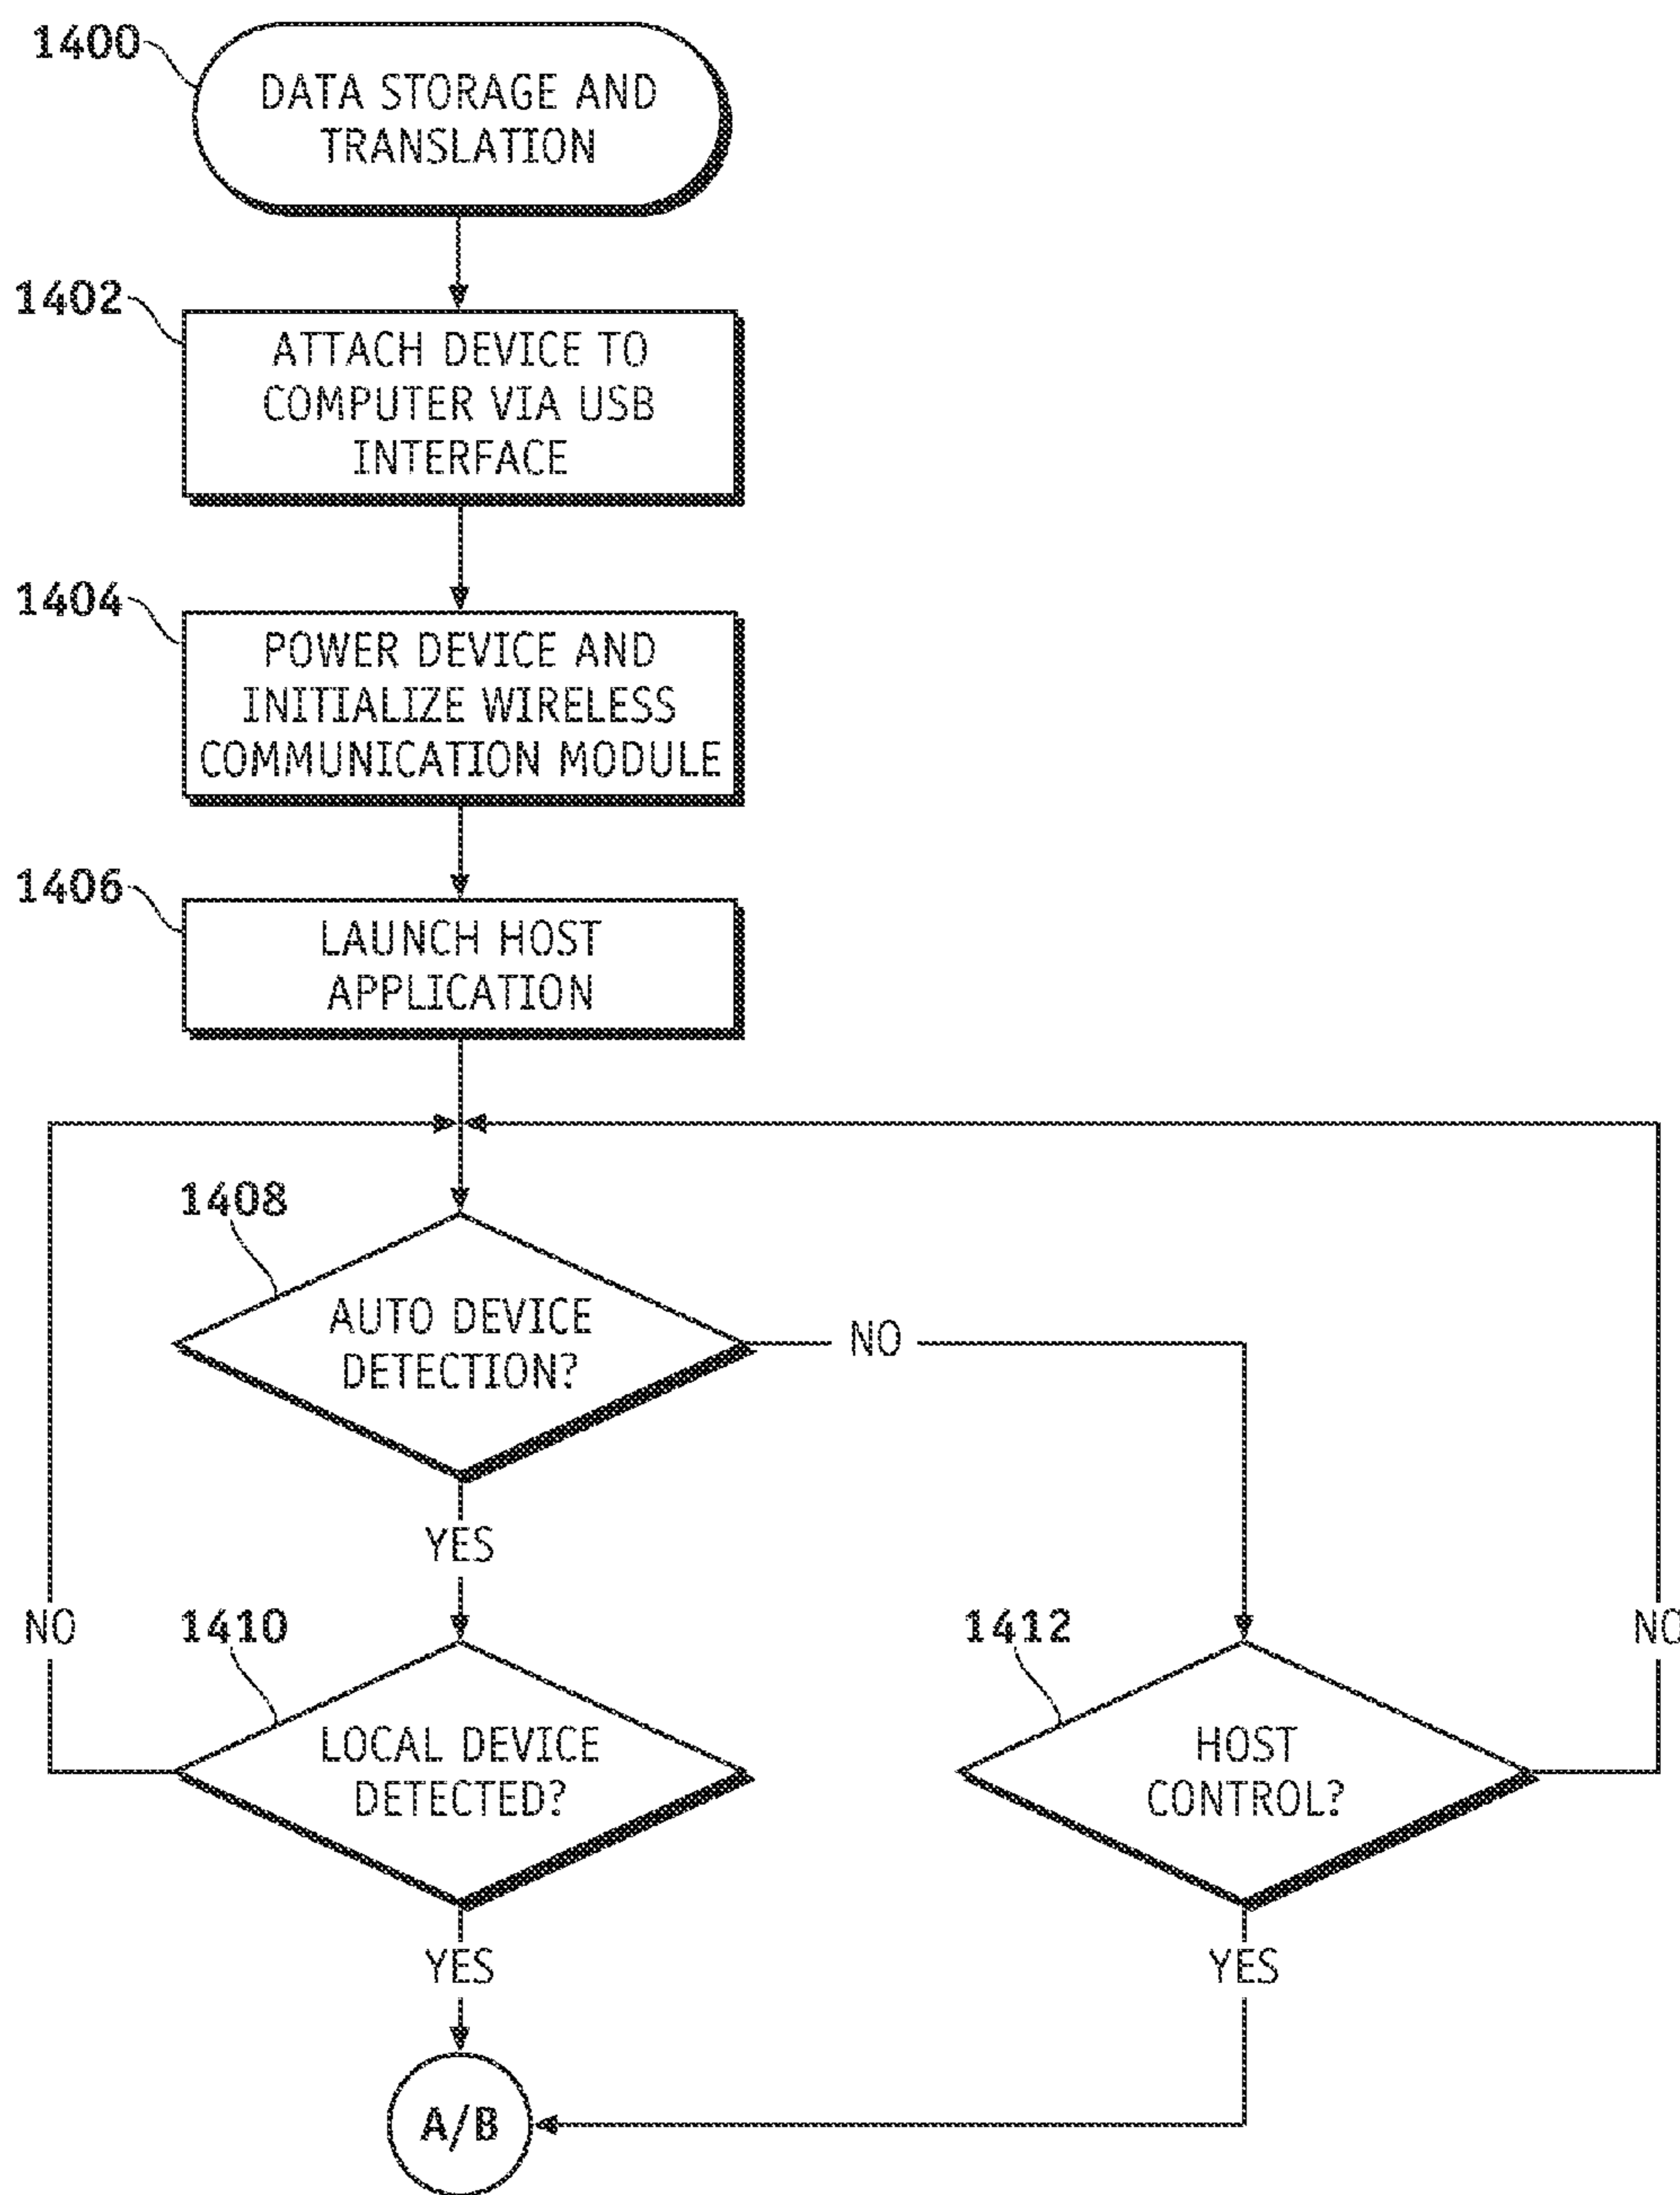 1400
DATA STORAGE AND
TRANSLATION
1402
ATTACH DEVICE TO
COMPUTER VIA USB
INTERFACE
1404
POWER DEVICE AND
INITIALIZE WIRELESS
COMMUNICATION MODULE
1406
LAUNCH HOST
APPLICATION
1408
AUTO DEVICE
DETECTION?
NO
YES
NO
1410
1412
NO
LOCAL DEVICE
DETECTED?
HOST
CONTROL?
YES
YES
A/B